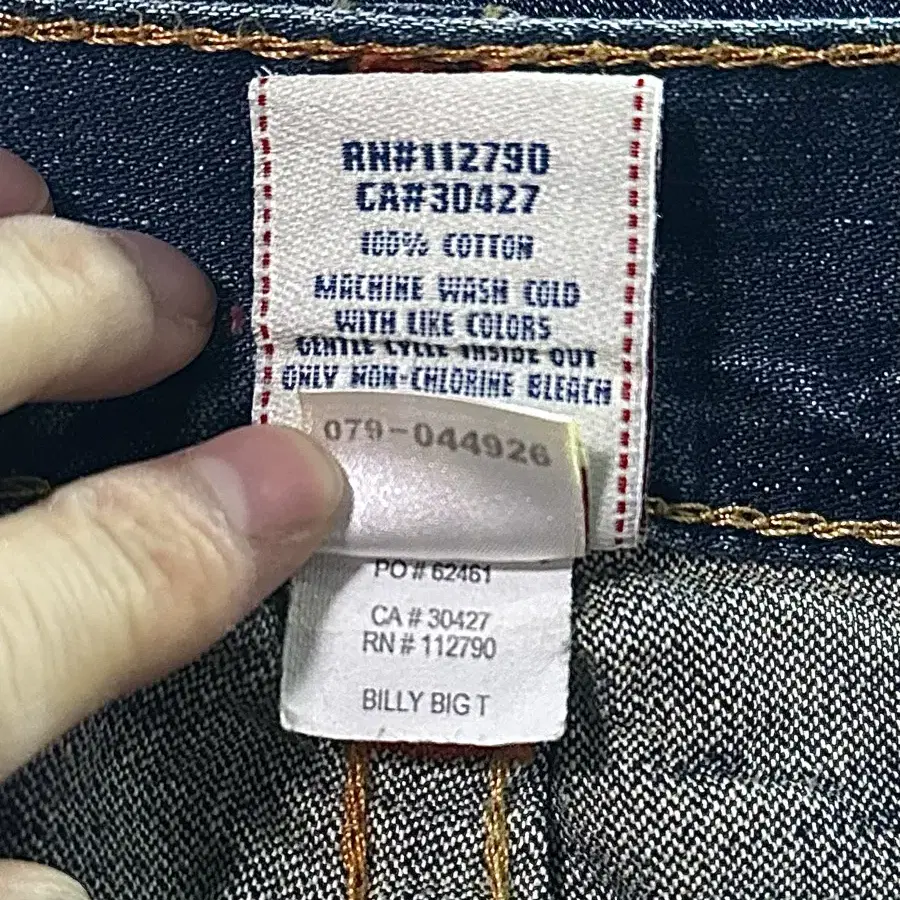 RN#112790
CA#30427
100% COTTON
MACHINE WASH COLD
WITH LIKE COLORS
GENTLE CYCLE INSIDE OUT
ONLY NON-CHLORINE BLEACH
079-044926
PO # 62461
CA # 30427
RN # 112790
BILLY BIG T